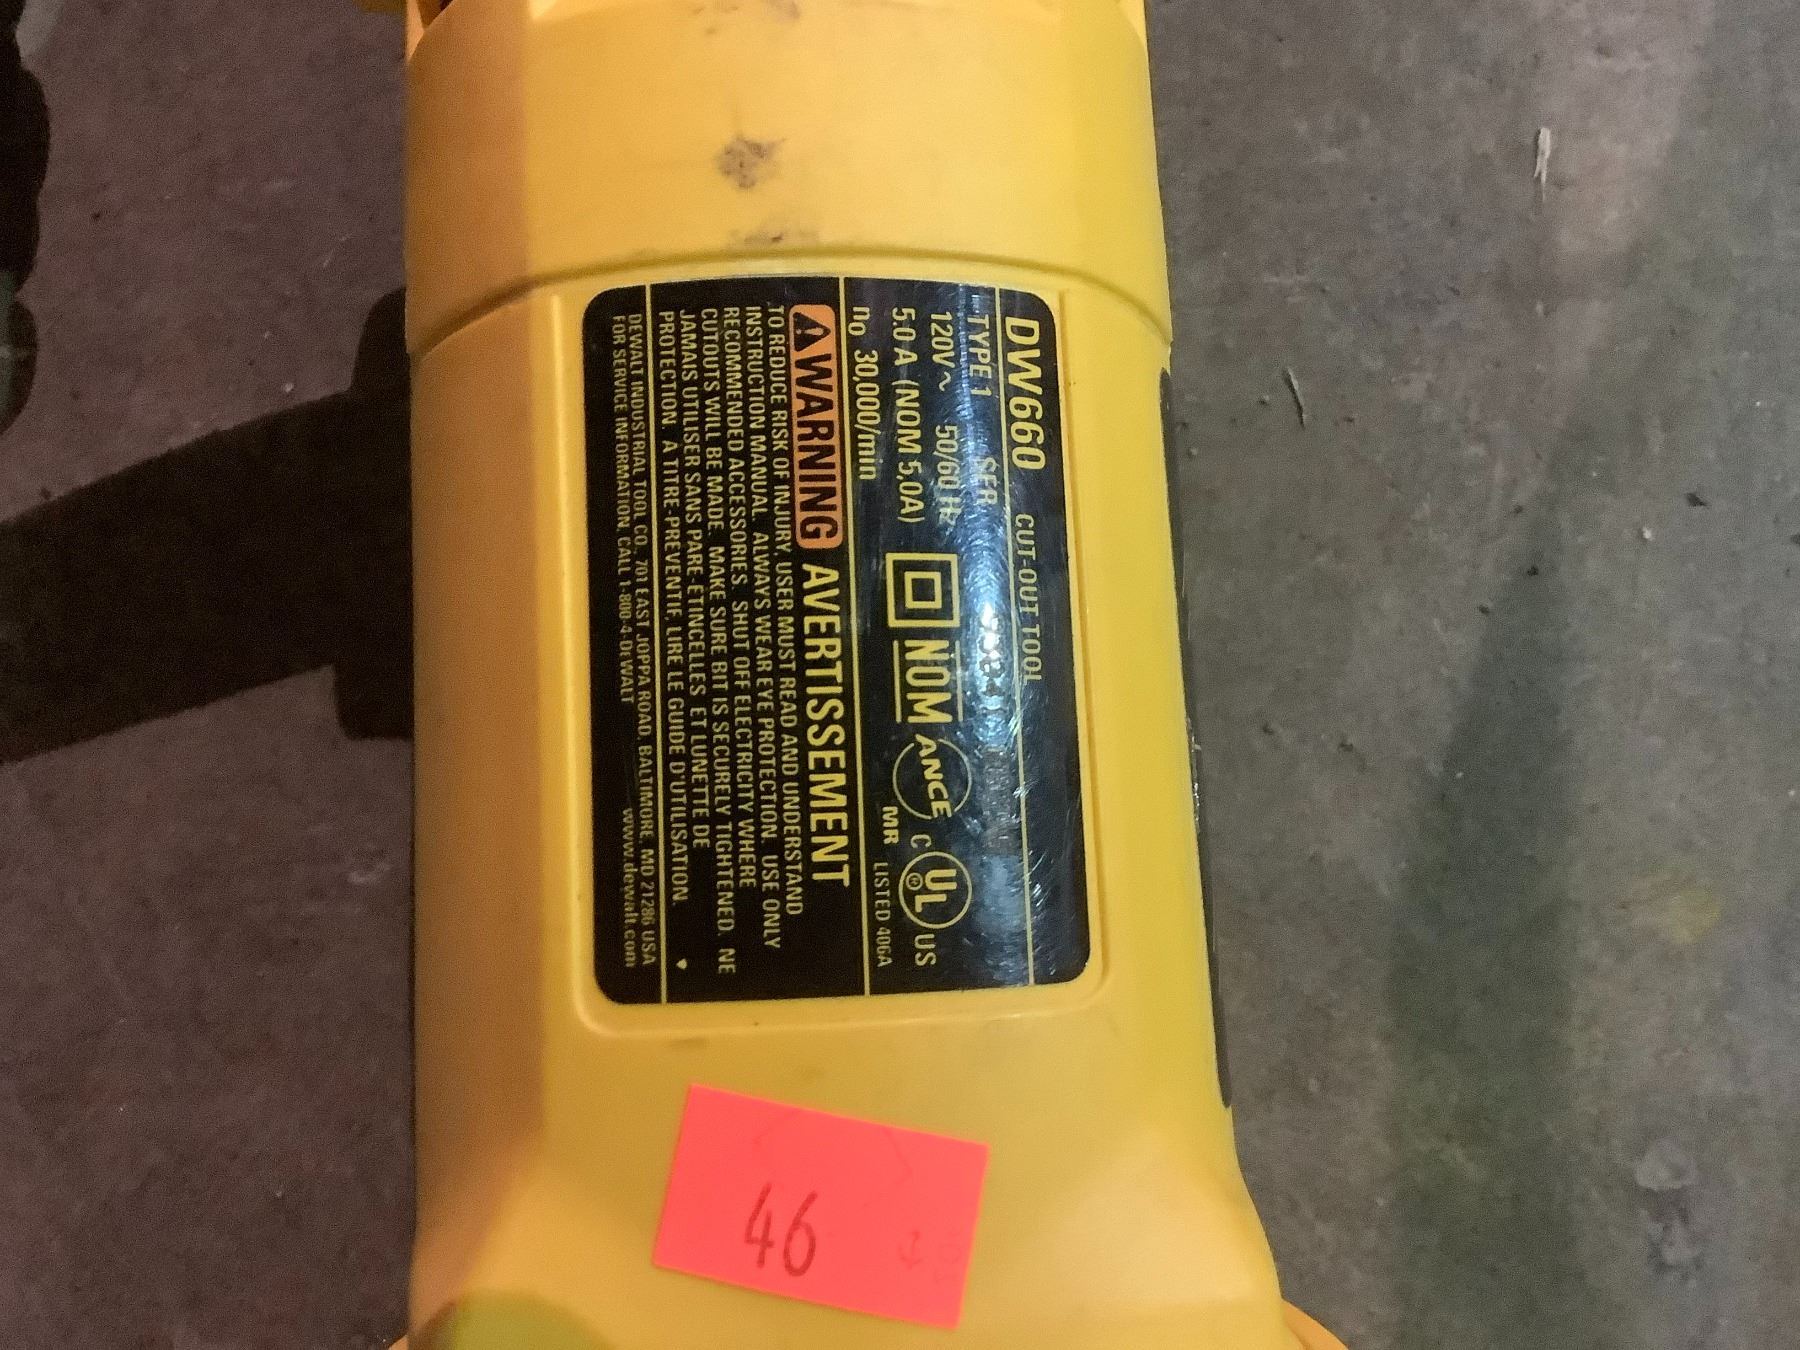 DW660 CUT-OUT TOOL
TYPE 1 SER.
120V ~ 50/60 Hz
5.0 A (NOM 5,0A)
n₀ 30,000/min
NOM
ANCE
MR
C UL ® US
LISTED 406A
WARNING AVERTISSEMENT
TO REDUCE RISK OF INJURY, USER MUST READ AND UNDERSTAND
INSTRUCTION MANUAL. ALWAYS WEAR EYE PROTECTION. USE ONLY
RECOMMENDED ACCESSORIES. SHUT OFF ELECTRICITY WHERE
CUTOUTS WILL BE MADE. MAKE SURE BIT IS SECURELY TIGHTENED. NE
JAMAIS UTILISER SANS PARE-ETINCELLES ET LUNETTE DE
PROTECTION. A TITRE PREVENTIF, LIRE LE GUIDE D'UTILISATION.
DEWALT INDUSTRIAL TOOL CO., 701 EAST JOPPA ROAD, BALTIMORE, MD 21286 USA
FOR SERVICE INFORMATION, CALL 1-800-4-DEWALT www.dewalt.com
46